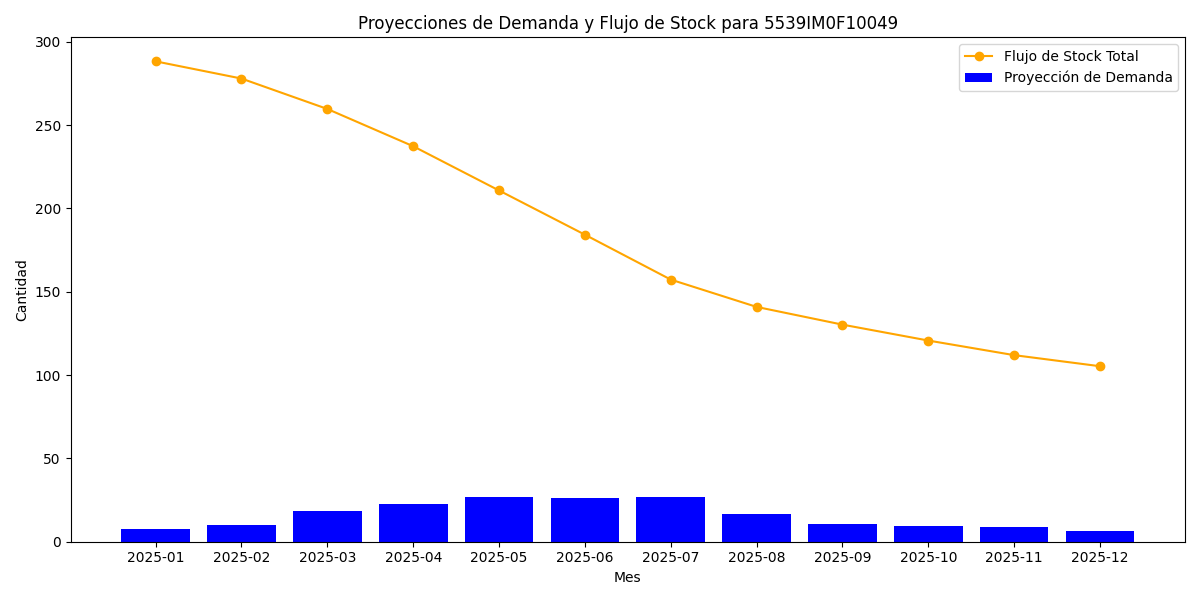 Proyecciones de Demanda y Flujo de Stock para 5539IM0F10049
Flujo de Stock Total
Proyección de Demanda
Cantidad
300
250
200
150
100
50
0
2025-01 2025-02 2025-03 2025-04 2025-05 2025-06 2025-07 2025-08 2025-09 2025-10 2025-11 2025-12
Mes